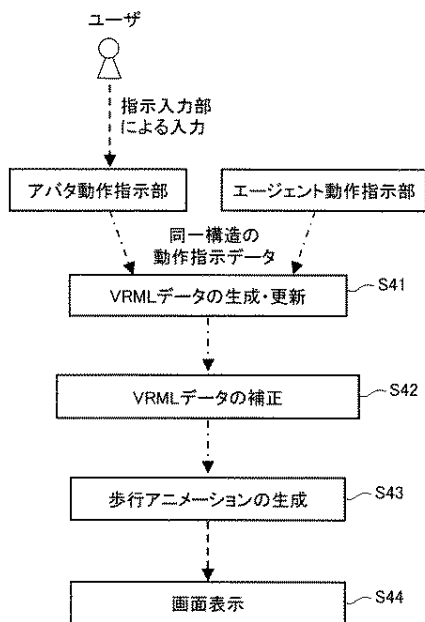 ユーザ
指示入力部
による入力
アバタ動作指示部
エージェント動作指示部
同一構造の
動作指示データ
VRMLデータの生成・更新
S41
VRMLデータの補正
S42
歩行アニメーションの生成
S43
画面表示
S44